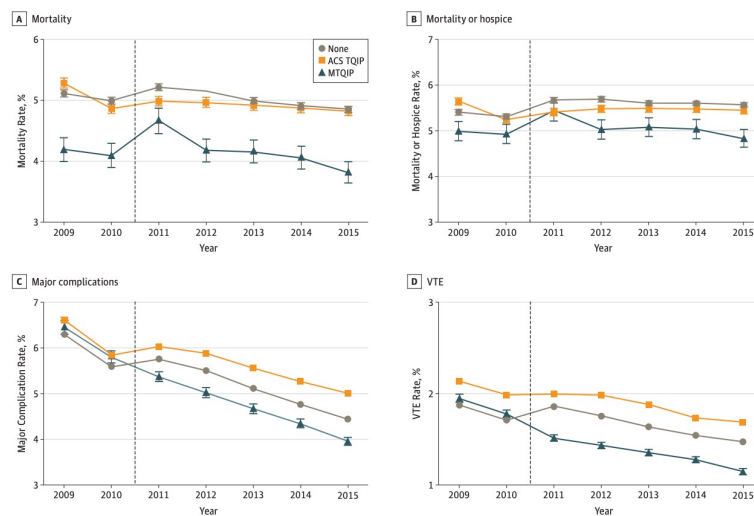 A Mortality
6
5
4
3
Mortality Rate, %
2009 2010 2011 2012 2013 2014 2015
Year
None
ACS TQIP
MTQIP
B Mortality or hospice
7
6
5
4
3
Mortality or Hospice Rate, %
2009 2010 2011 2012 2013 2014 2015
Year
C Major complications
7
6
5
4
3
Major Complication Rate, %
2009 2010 2011 2012 2013 2014 2015
Year
D VTE
3
2
1
VTE Rate, %
2009 2010 2011 2012 2013 2014 2015
Year